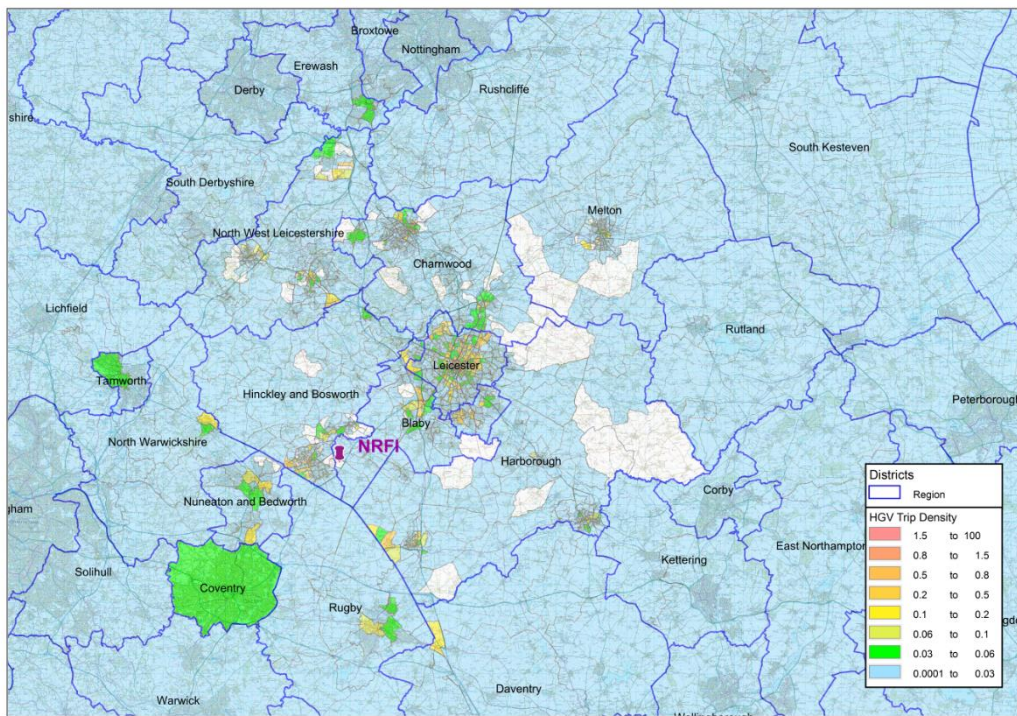 Broxtowe
Nottingham
Erewash
Derby
Rushcliffe
shire
South Kesteven
South Derbyshire
Melton
North West Leicestershire
Charnwood
Lichfield
Rutland
Leicester
Tamworth
Hinckley and Bosworth
Peterborough
Blaby
North Warwickshire
NRFI
Harborough
Nuneaton and Bedworth
Corby
gham
Kettering
East Northampton
Solihull
Coventry
Rugby
Daventry
Warwick
Districts
Region
HGV Trip Density
1.5 to 100
0.8 to 1.5
0.5 to 0.8
0.2 to 0.5
0.1 to 0.2
0.06 to 0.1
0.03 to 0.06
0.0001 to 0.03